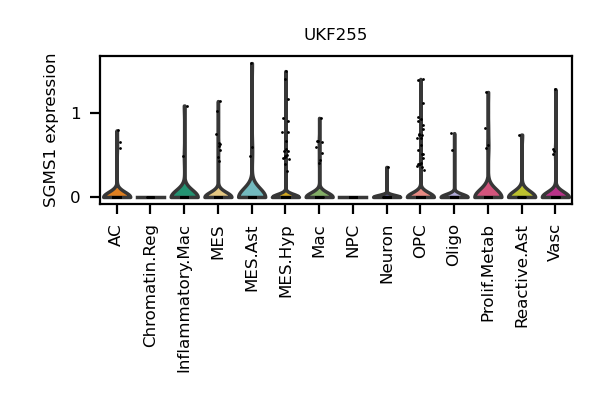 UKF255
SGMS1 expression
1
0
AC
Chromatin.Reg
Inflammatory.Mac
MES
MES.Ast
MES.Hyp
Mac
NPC
Neuron
OPC
Oligo
Prolif.Metab
Reactive.Ast
Vasc